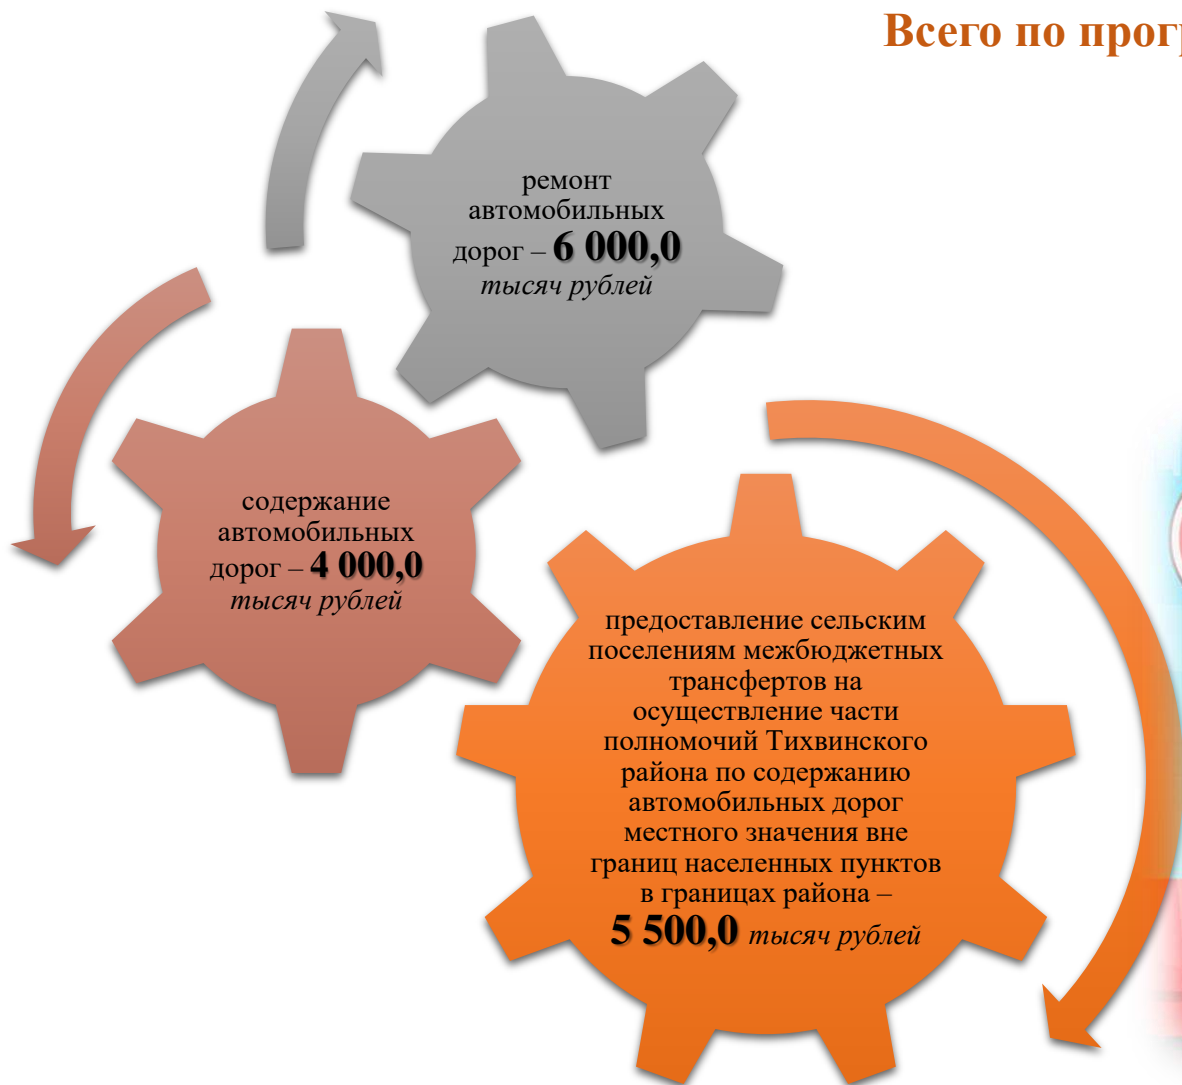 Всего по прогр
ремонт
автомобильных
дорог – 6 000,0
тысяч рублей
содержание
автомобильных
дорог – 4 000,0
тысяч рублей
предоставление сельским
поселениям межбюджетных
трансфертов на
осуществление части
полномочий Тихвинского
района по содержанию
автомобильных дорог
местного значения вне
границ населенных пунктов
в границах района –
5 500,0 тысяч рублей